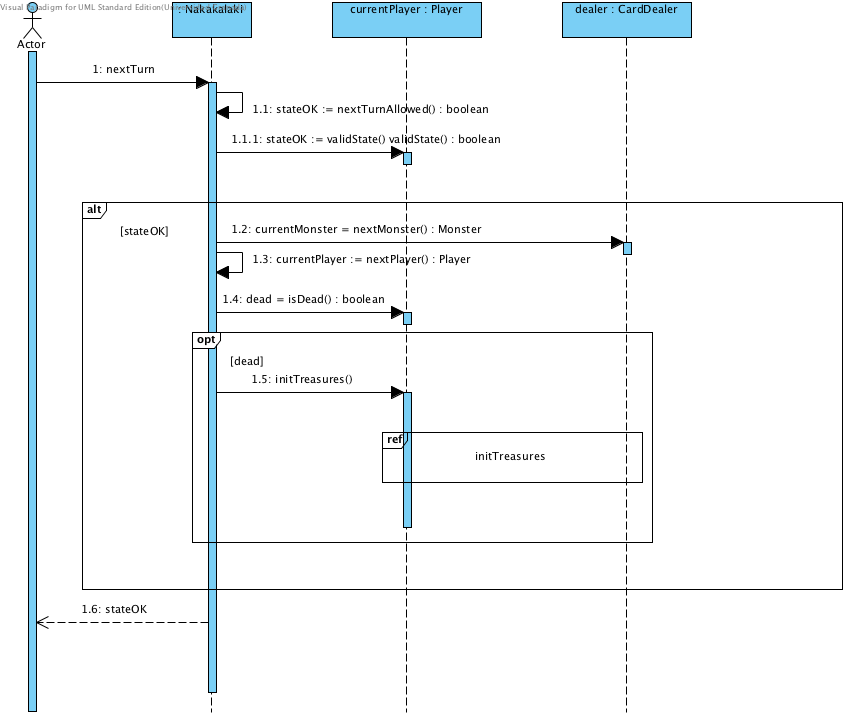 Visual Paradigm for UML Standard Edition(
: Nakakalaki
currentPlayer : Player
dealer : CardDealer
Actor
1: nextTurn
1.1: stateOK := nextTurnAllowed() : boolean
1.1.1: stateOK := validState() validState() : boolean
alt
[stateOK]
1.2: currentMonster = nextMonster() : Monster
1.3: currentPlayer := nextPlayer() : Player
1.4: dead = isDead() : boolean
opt
[dead]
1.5: initTreasures()
ref
initTreasures
1.6: stateOK